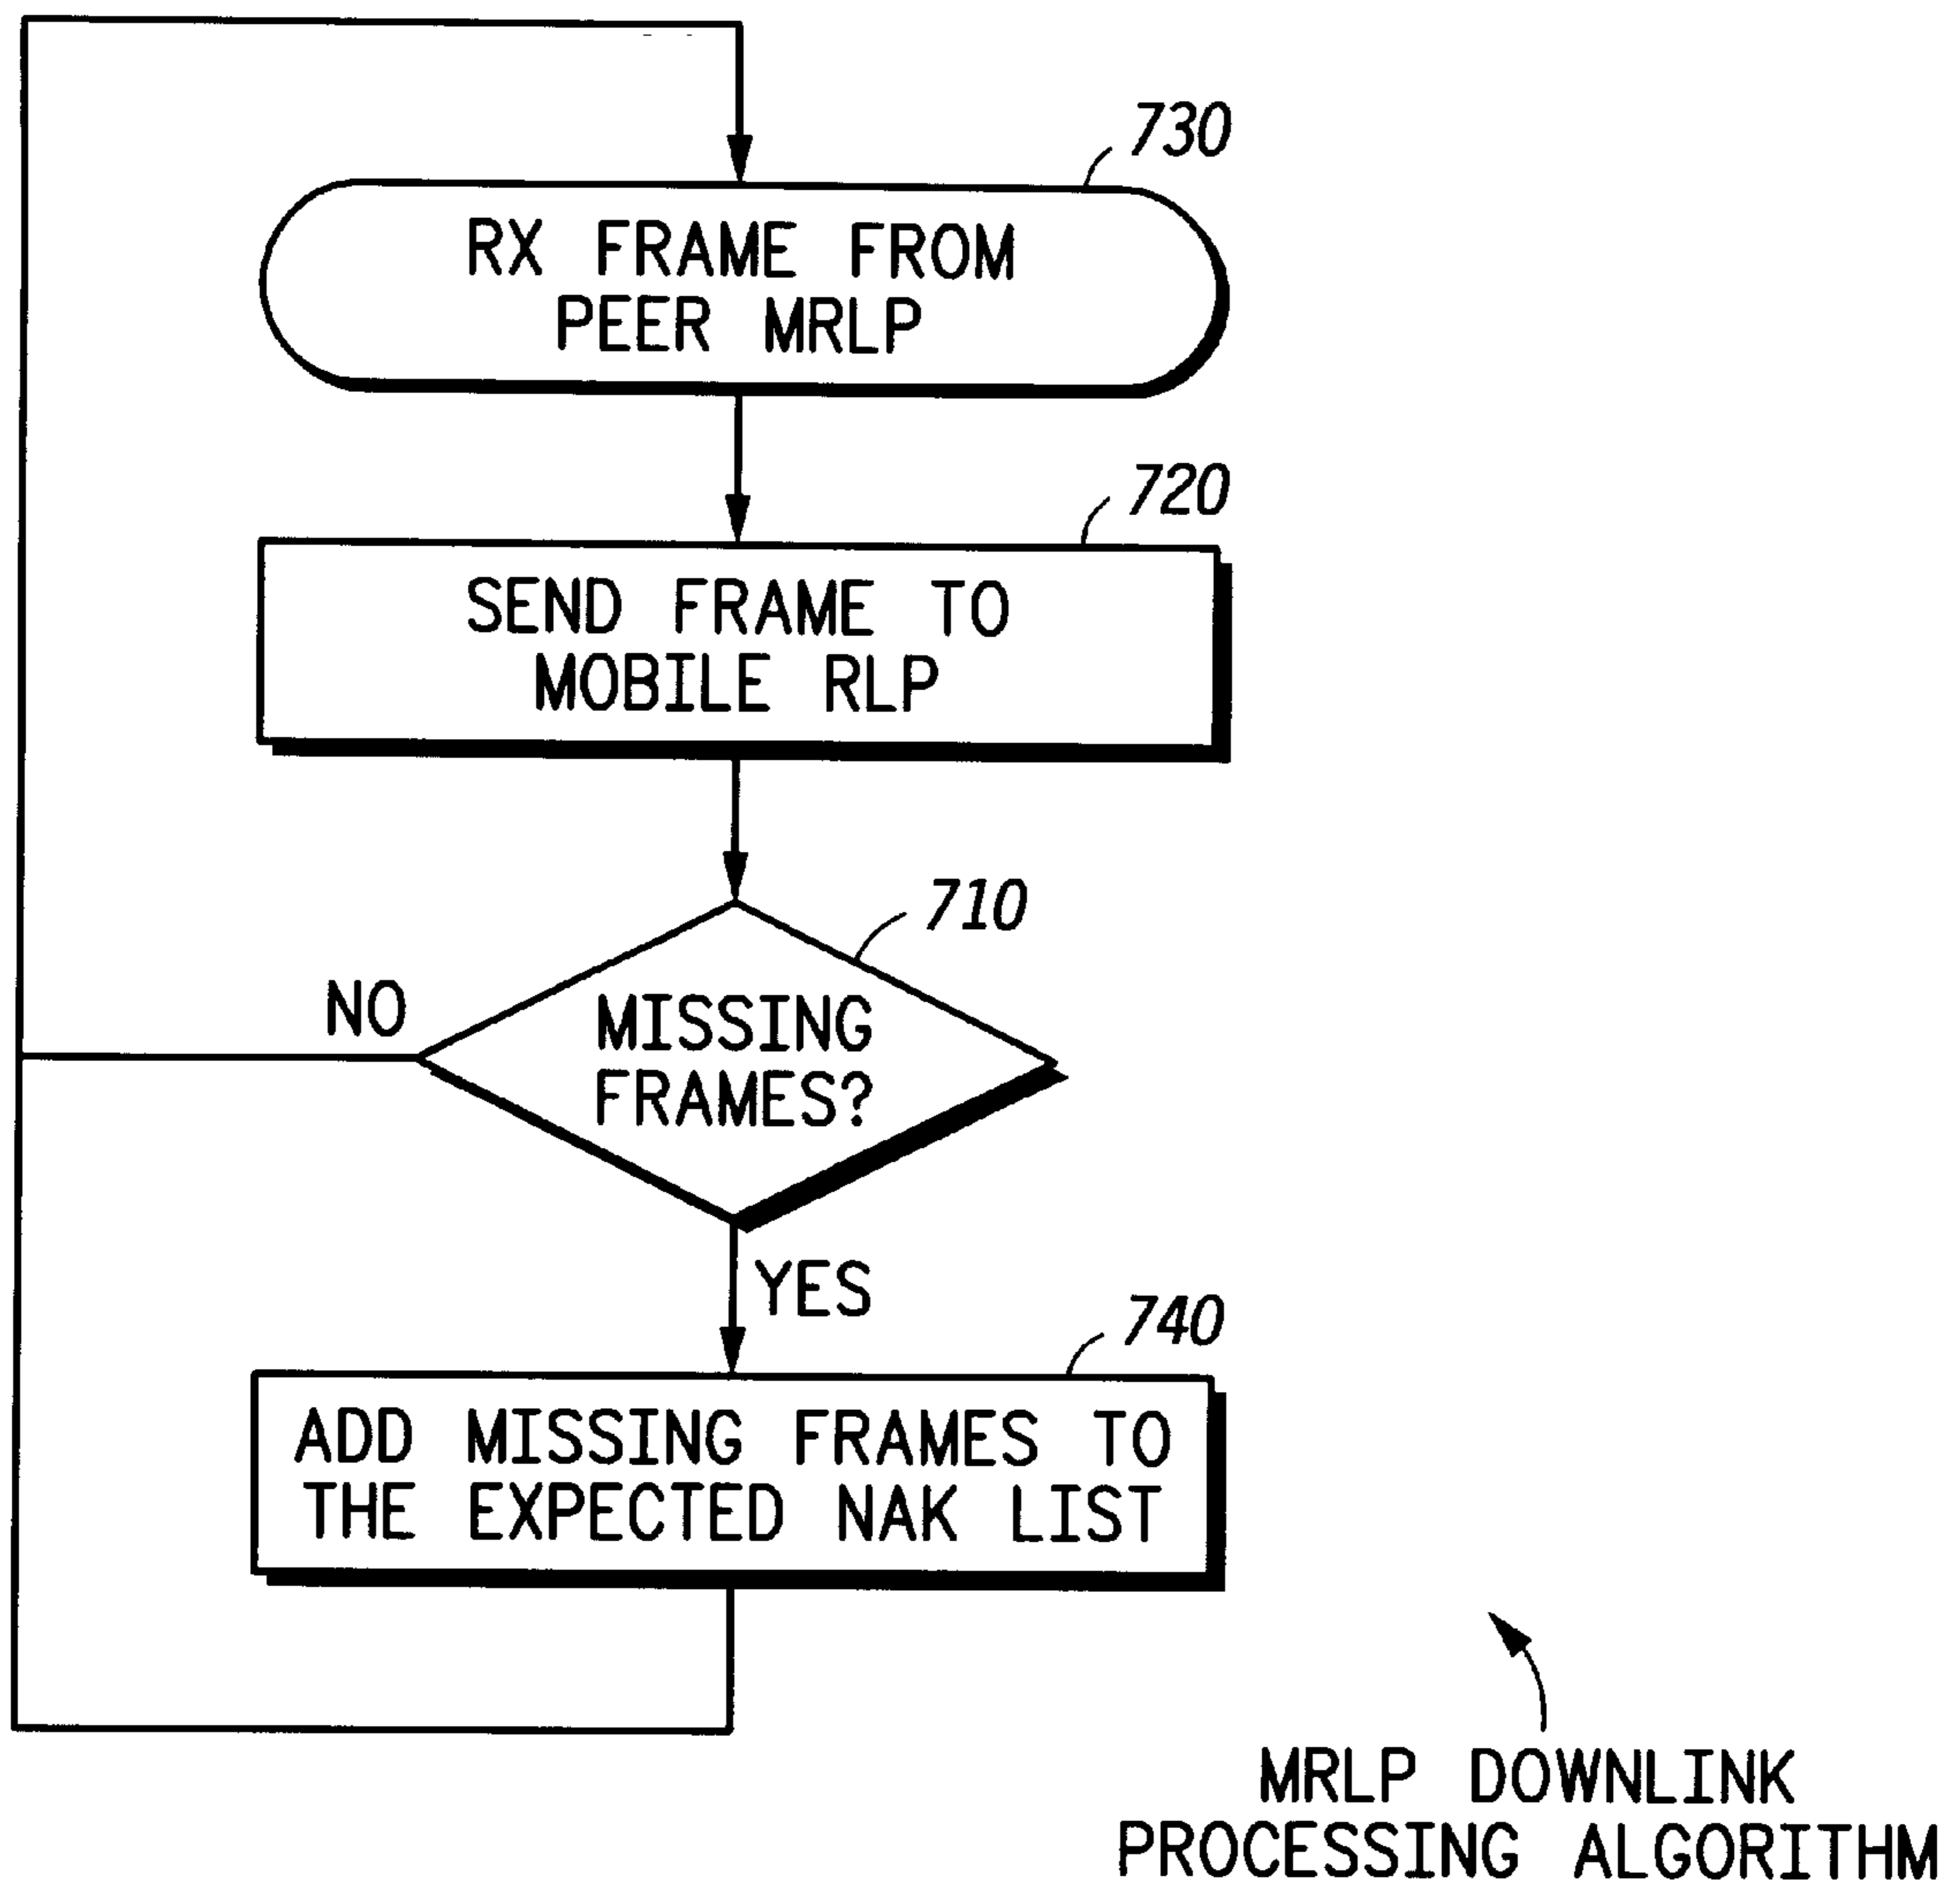 730
RX FRAME FROM
PEER MRLP
720
SEND FRAME TO
MOBILE RLP
710
NO
MISSING
FRAMES?
YES
740
ADD MISSING FRAMES TO
THE EXPECTED NAK LIST
MRLP DOWNLINK
PROCESSING ALGORITHM